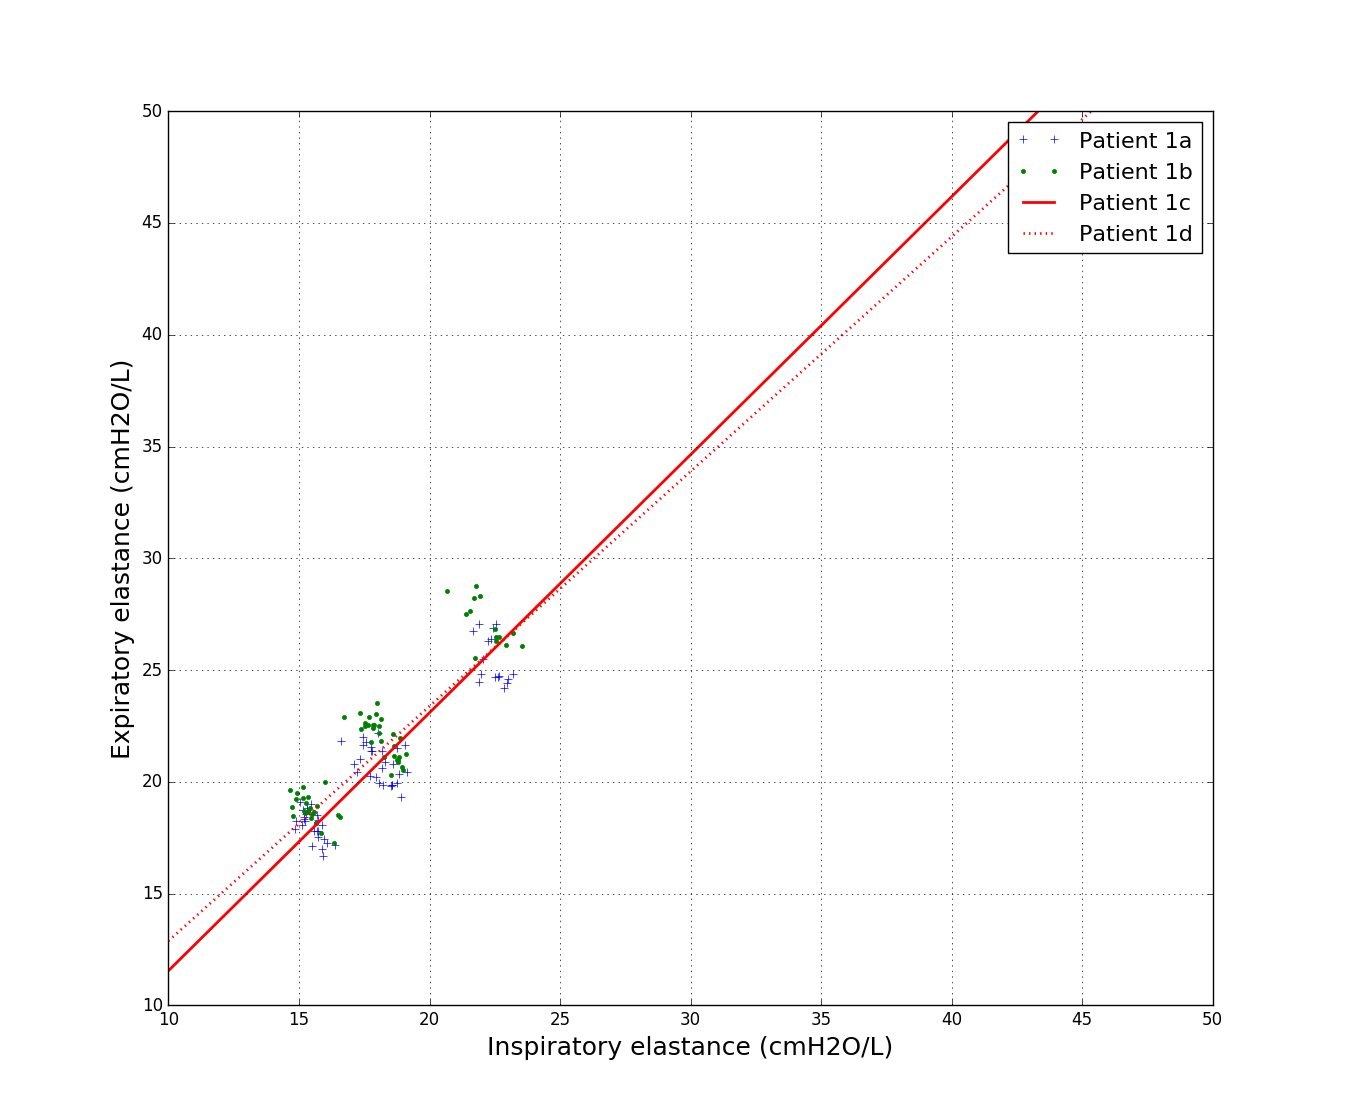 50
45
40
35
30
25
20
15
10
10 15 20 25 30 35 40 45 50
Expiratory elastance (cmH2O/L)
Inspiratory elastance (cmH2O/L)
Patient 1a
Patient 1b
Patient 1c
Patient 1d